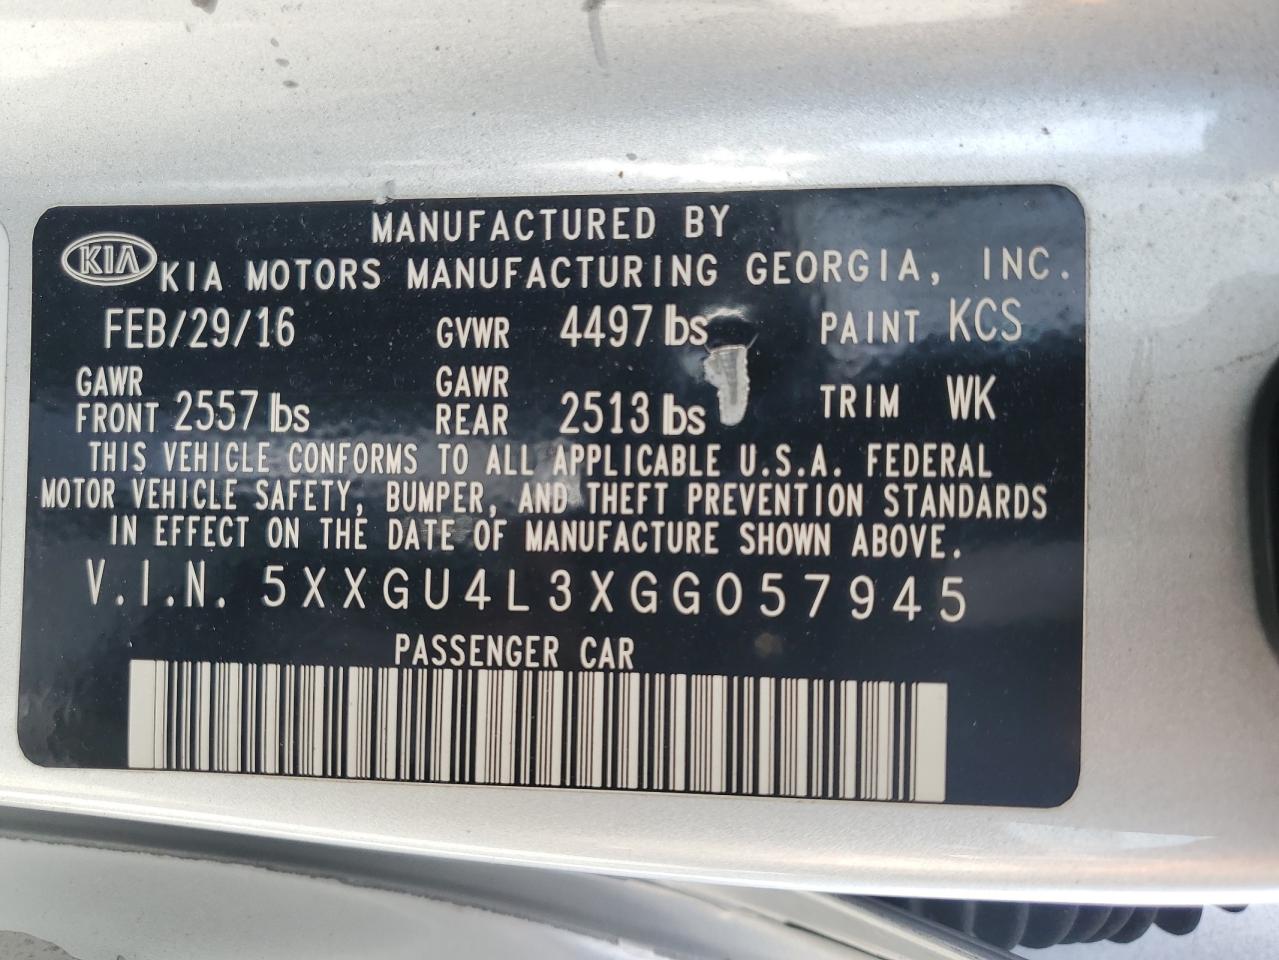 MANUFACTURED BY
KIA KIA MOTORS MANUFACTURING GEORGIA, INC.
FEB/29/16 GVWR 4497 lbs PAINT KCS
GAWR FRONT 2557 lbs GAWR REAR 2513 lbs TRIM WK
THIS VEHICLE CONFORMS TO ALL APPLICABLE U.S.A. FEDERAL
MOTOR VEHICLE SAFETY, BUMPER, AND THEFT PREVENTION STANDARDS
IN EFFECT ON THE DATE OF MANUFACTURE SHOWN ABOVE.
V.I.N. 5XXGU4L3XGG057945
PASSENGER CAR